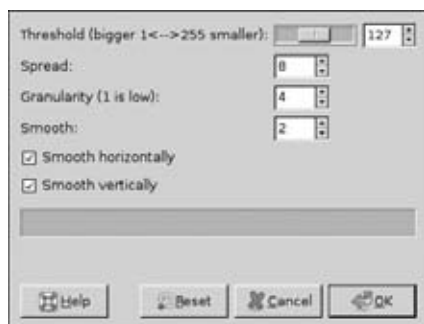 Threshold (bigger 1<-->255 smaller): 127
Spread: 8
Granularity (1 is low): 4
Smooth: 2
Smooth horizontally
Smooth vertically
Help Reset Cancel OK